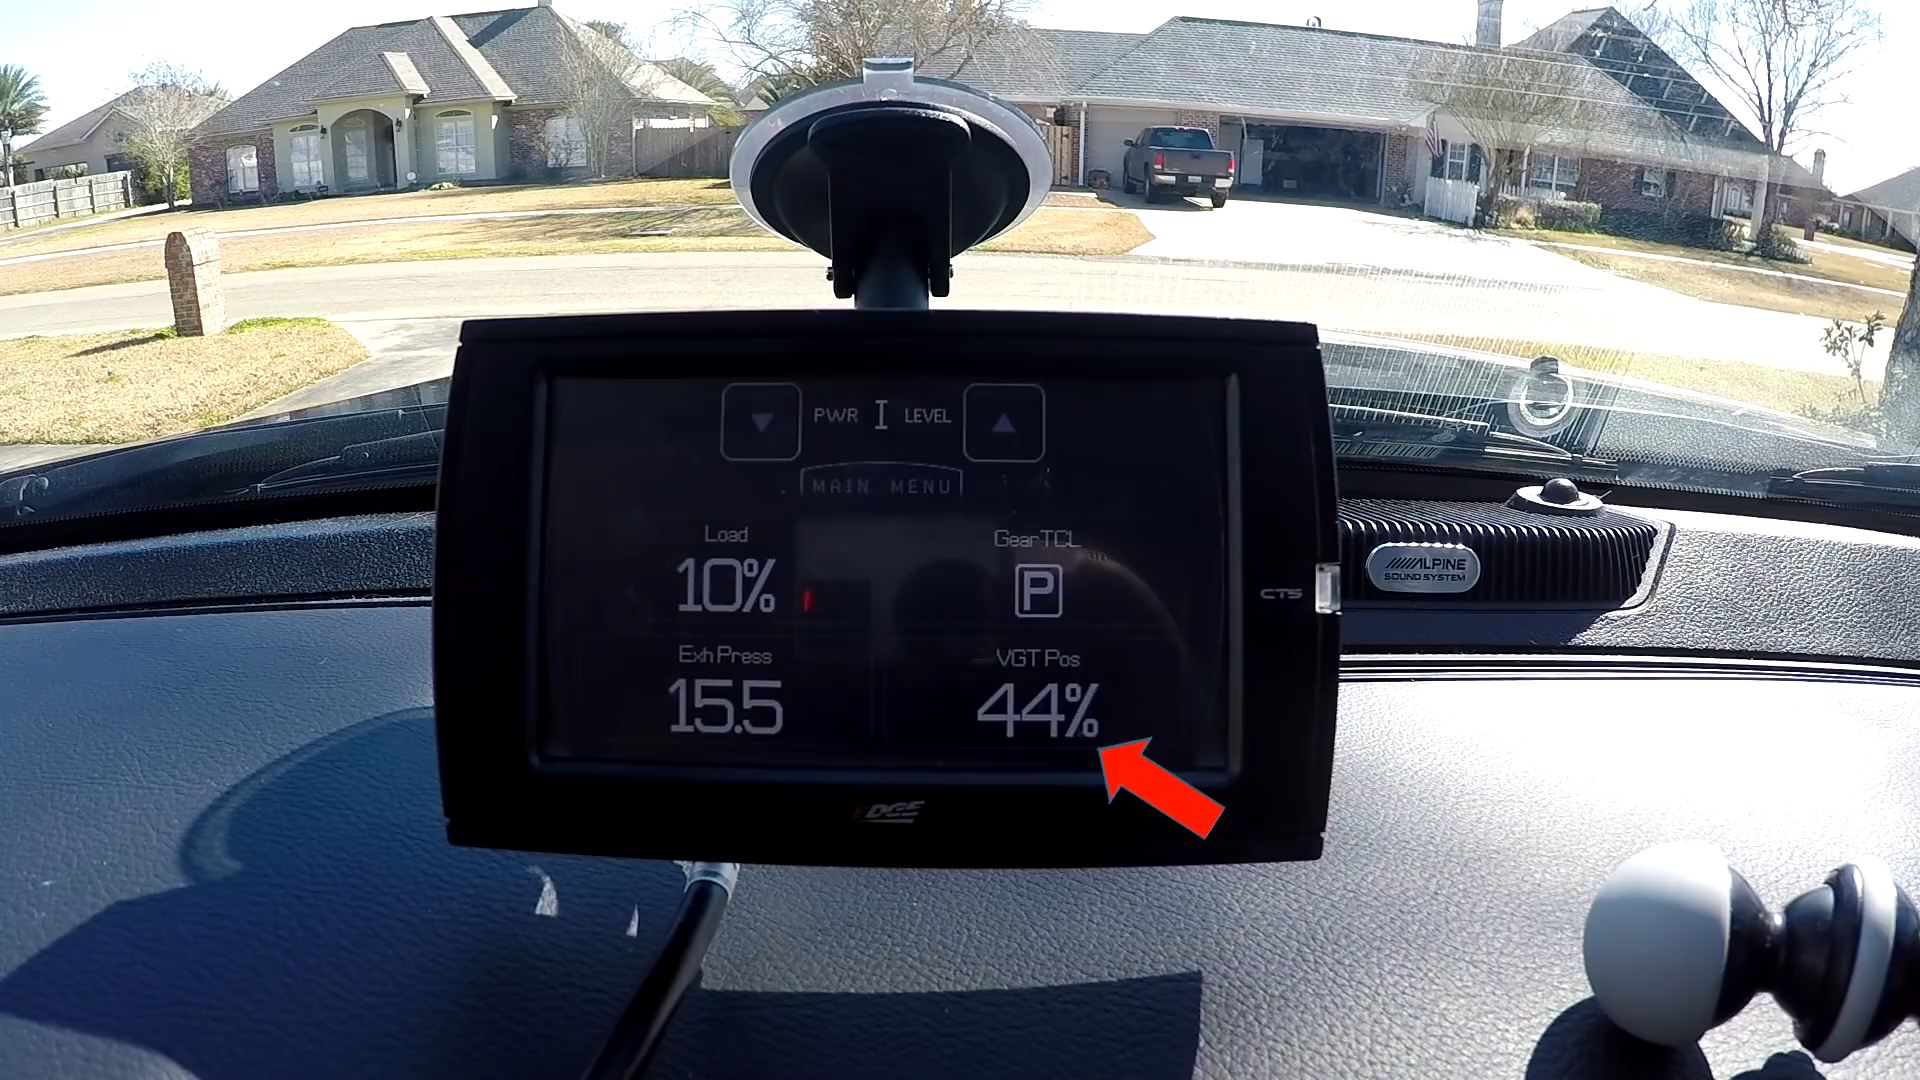 PWR I LEVEL
MAIN MENU
Load
10%
Gear TCL
P
Exh Press
15.5
VGT Pos
44%
CTS
EDGE
ALPINE
SOUND SYSTEM